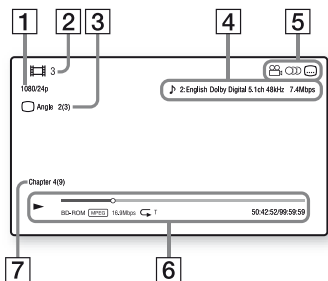 1 2 3 4 5
3
1080/24p
2:English Dolby Digital 5.1ch 48kHz 7.4Mbps
Angle 2(3)
Chapter 4(9)
BD-ROM MPEG 16.9Mbps T 50:42:52/99:59:59
7 6